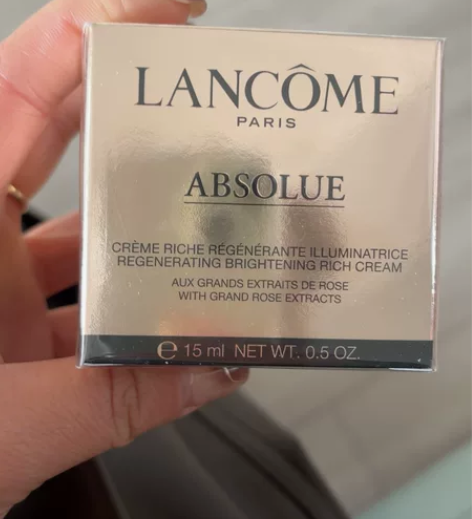 LANCÔME
PARIS
ABSOLUE
CRÈME RICHE RÉGÉNÉRANTE ILLUMINATRICE
REGENERATING BRIGHTENING RICH CREAM
AUX GRANDS EXTRAITS DE ROSE
WITH GRAND ROSE EXTRACTS
℮ 15 ml NET WT. 0.5 OZ.